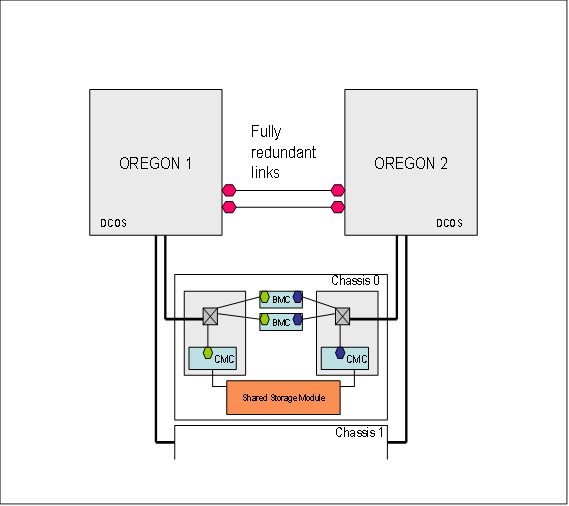 Fully
redundant
links
OREGON 1
OREGON 2
DCOS
DCOS
Chassis 0
BMC
BMC
CMC
CMC
Shared Storage Module
Chassis 1